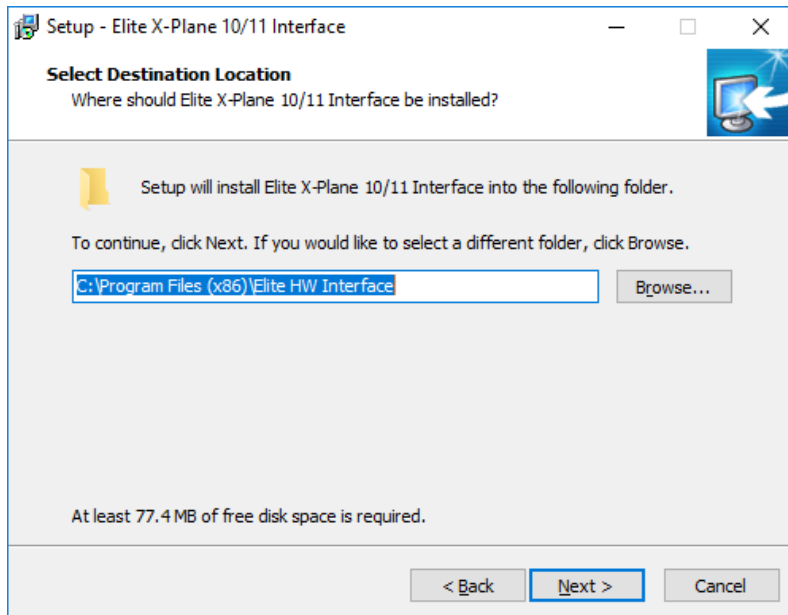 Setup - Elite X-Plane 10/11 Interface
Select Destination Location
Where should Elite X-Plane 10/11 Interface be installed?
Setup will install Elite X-Plane 10/11 Interface into the following folder.
To continue, click Next. If you would like to select a different folder, click Browse.
C:\Program Files (x86)\Elite HW Interface
Browse...
At least 77.4 MB of free disk space is required.
< Back
Next >
Cancel